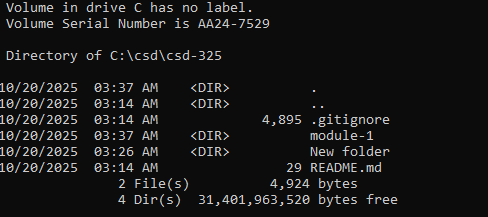 Volume in drive C has no label.
Volume Serial Number is AA24-7529
Directory of C:\csd\csd-325
10/20/2025  03:37 AM    <DIR>          .
10/20/2025  03:14 AM    <DIR>          ..
10/20/2025  03:14 AM             4,895 .gitignore
10/20/2025  03:37 AM    <DIR>          module-1
10/20/2025  03:26 AM    <DIR>          New folder
10/20/2025  03:14 AM                29 README.md
2 File(s)          4,924 bytes
4 Dir(s)  31,401,963,520 bytes free